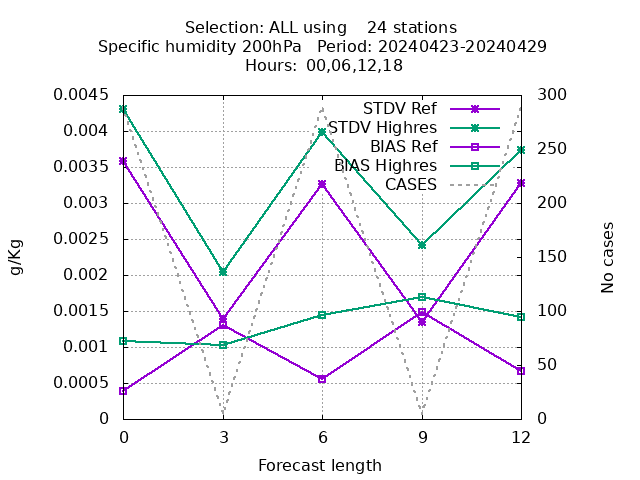 Selection: ALL using    24 stations
Specific humidity 200hPa   Period: 20240423-20240429
Hours:  00,06,12,18
0.0045
0.004
0.0035
0.003
0.0025
0.002
0.0015
0.001
0.0005
0
300
250
200
150
100
50
0
STDV Ref
STDV Highres
BIAS Ref
BIAS Highres
CASES
g/Kg
No cases
0 3 6 9 12
Forecast length